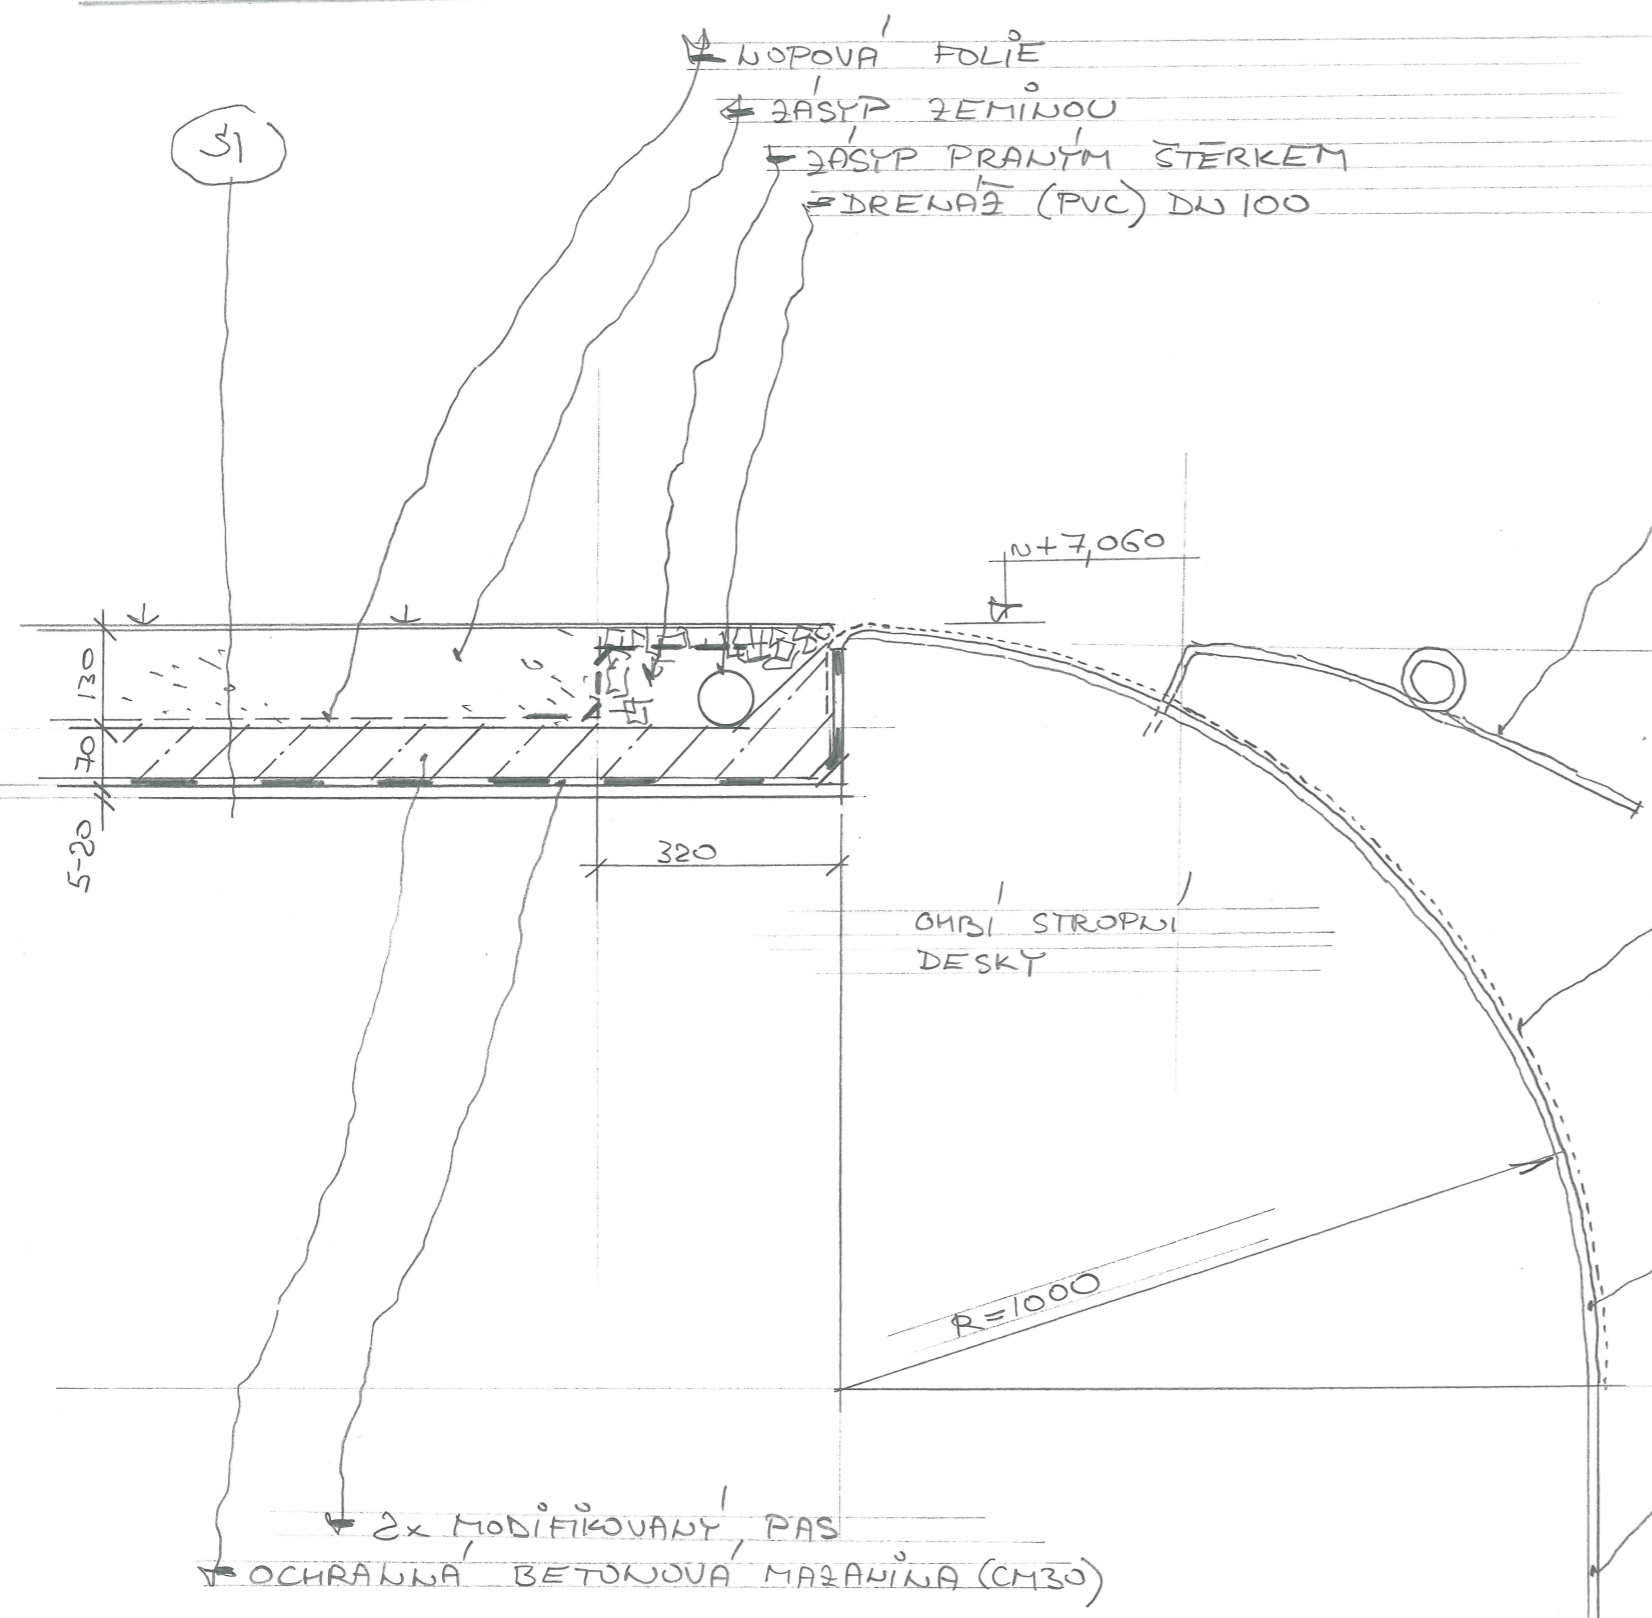 NOPOVÁ FOLIE
ZÁSYP ZEMINOU
ZÁSYP PRANÝM ŠTĚRKEM
DRENÁŽ (PVC) DN 100
S1
N+7,060
130
70
5-20
320
OHBÍ STROPNÍ
DESKY
R=1000
2x MODIFIKOVANÝ PÁS
OCHRANNÁ BETONOVÁ MAZANINA (CM30)